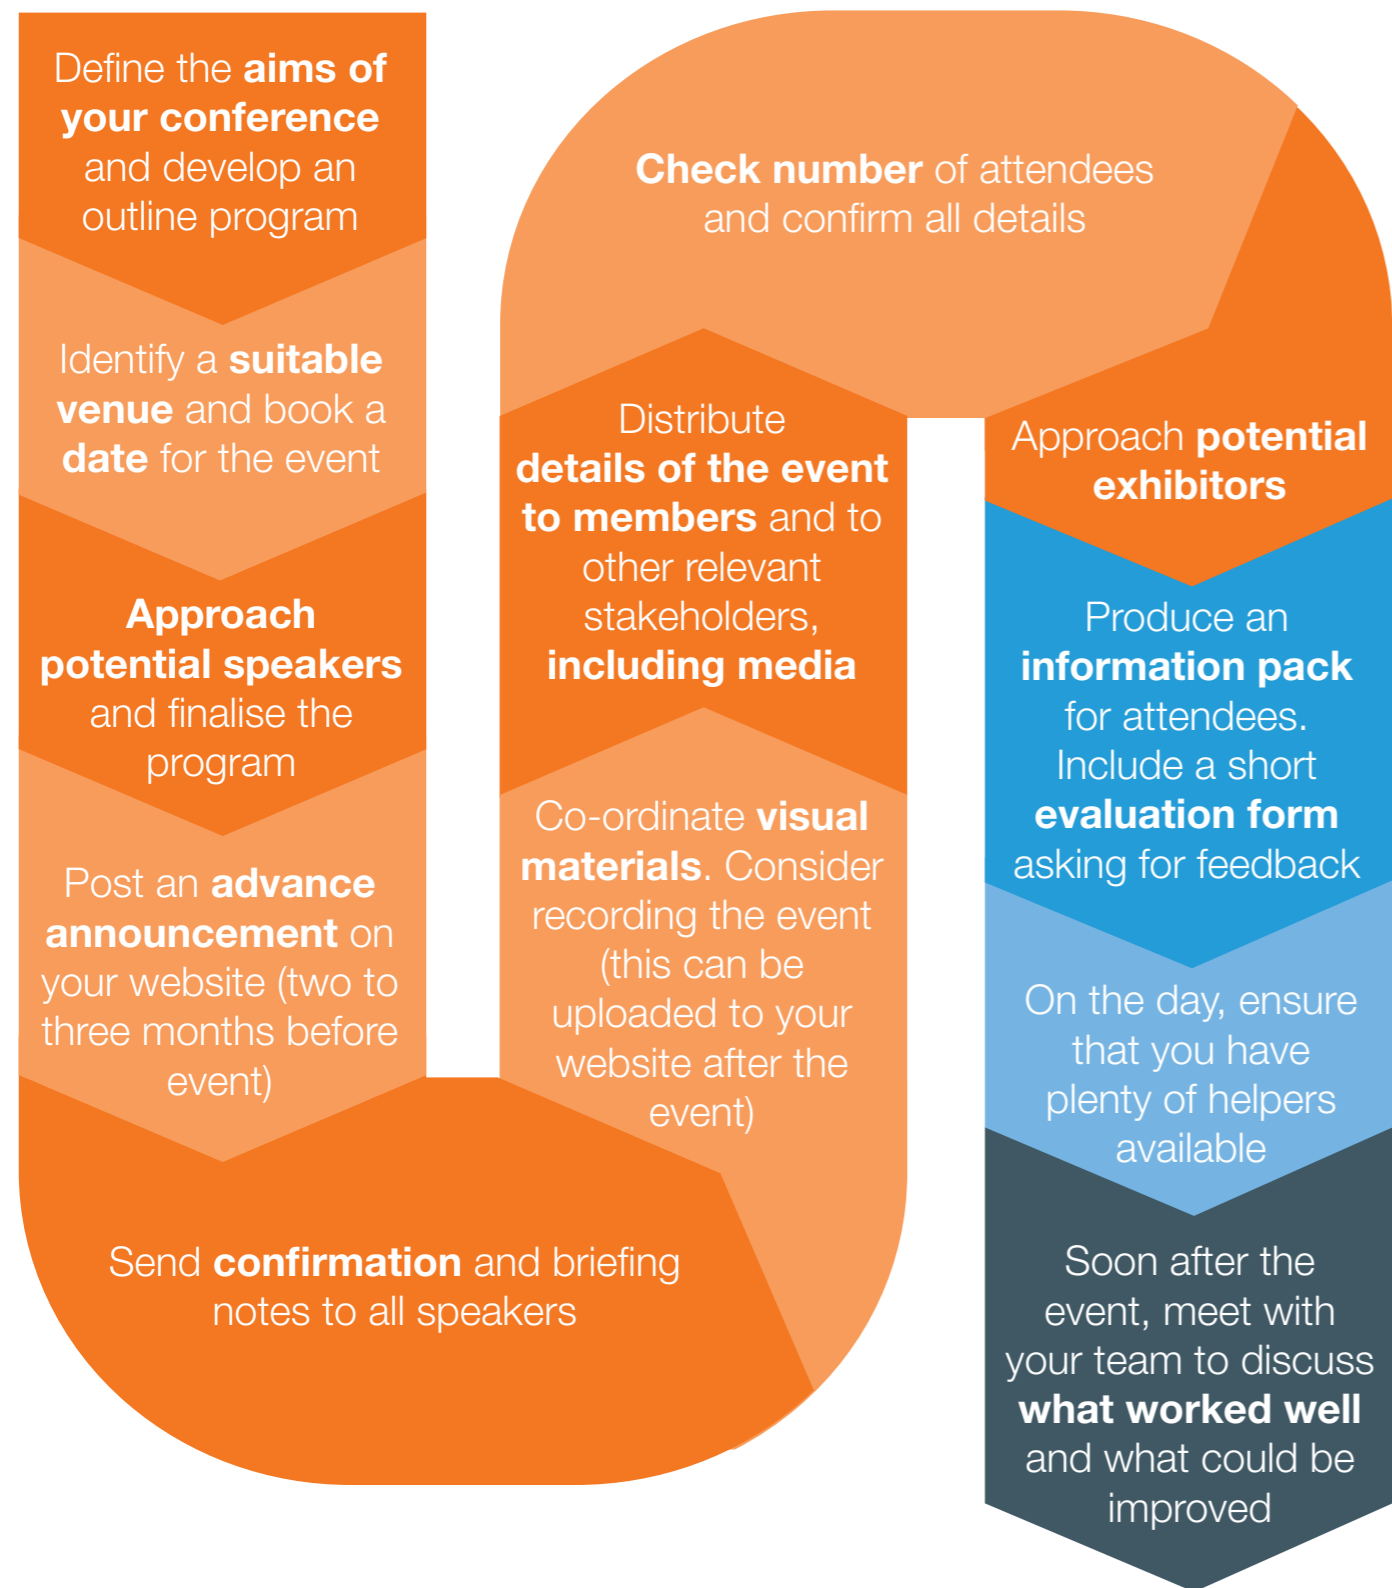 Define the aims of
your conference
and develop an
outline program
Identify a suitable
venue and book a
date for the event
Approach
potential speakers
and finalise the
program
Post an advance
announcement on
your website (two to
three months before
event)
Send confirmation and briefing
notes to all speakers
Co-ordinate visual
materials. Consider
recording the event
(this can be
uploaded to your
website after the
event)
Distribute
details of the event
to members and to
other relevant
stakeholders,
including media
Check number of attendees
and confirm all details
Approach potential
exhibitors
Produce an
information pack
for attendees.
Include a short
evaluation form
asking for feedback
On the day, ensure
that you have
plenty of helpers
available
Soon after the
event, meet with
your team to discuss
what worked well
and what could be
improved